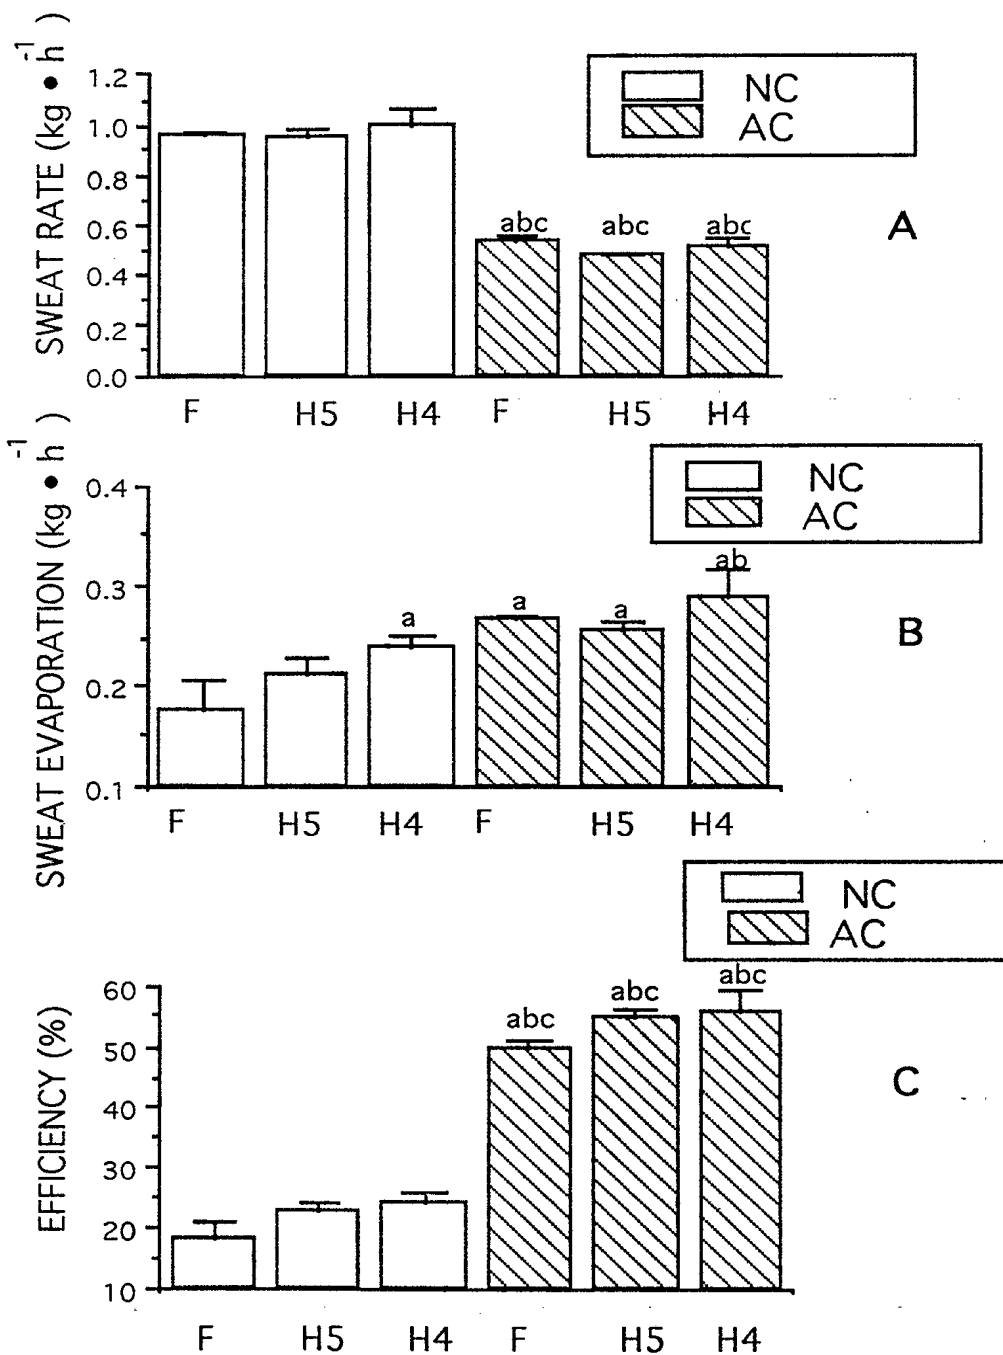 SWEAT RATE (kg • h⁻¹)
1.2
1.0
0.8
0.6
0.4
0.2
0.0
NC
AC
abc abc abc
A
F H5 H4 F H5 H4
SWEAT EVAPORATION (kg • h⁻¹)
0.4
0.3
0.2
0.1
NC
AC
a a a ab
B
F H5 H4 F H5 H4
EFFICIENCY (%)
60
50
40
30
20
10
NC
AC
abc abc abc
C
F H5 H4 F H5 H4